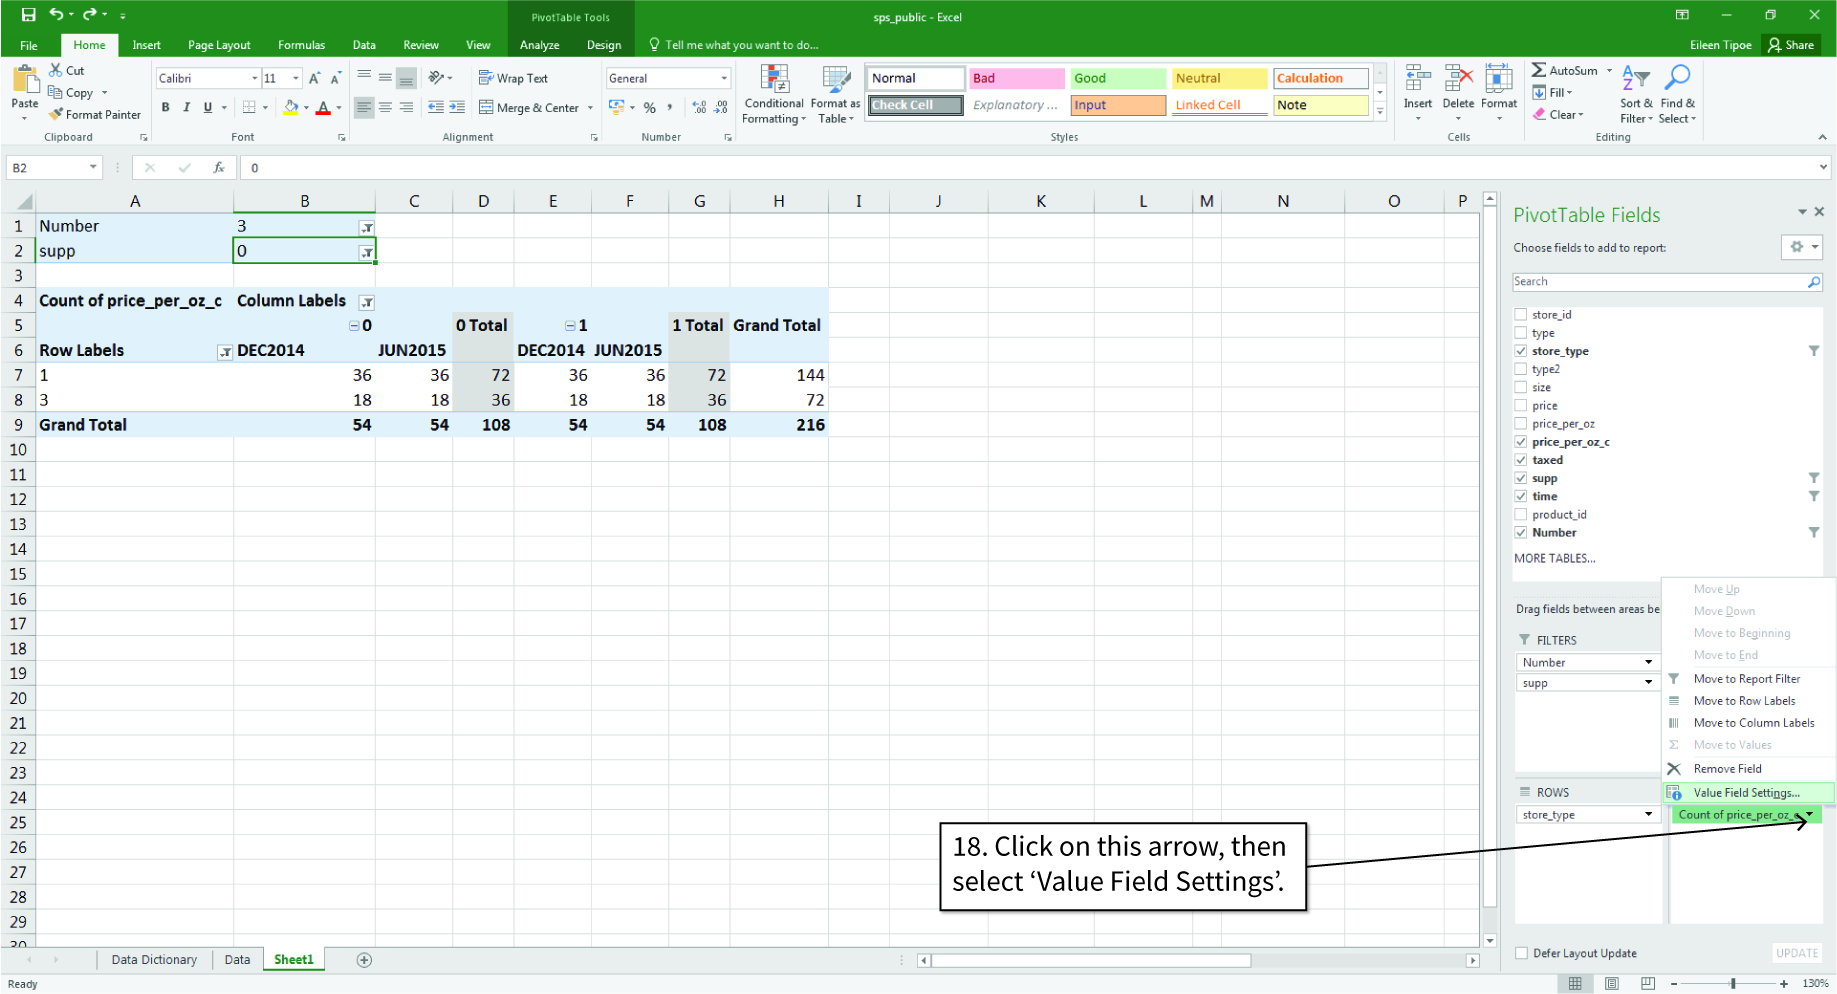 PivotTable Tools
sps_public - Excel
File Home Insert Page Layout Formulas Data Review View Analyze Design Tell me what you want to do... Eileen Tipoe Share
Paste
Cut
Copy
Format Painter
Clipboard
Calibri 11
B I U
Font
Wrap Text
Merge & Center
Alignment
General
%
Number
Conditional Formatting
Format as Table
Normal Bad Good Neutral Calculation
Check Cell Explanatory ... Input Linked Cell Note
Styles
Insert Delete Format
Cells
AutoSum
Fill
Clear
Sort & Filter
Find & Select
Editing
B2 fx 0
A B C D E F G H I J K L M N O P
1 Number 3
2 supp 0
3
4 Count of price_per_oz_c Column Labels
5 0 0 Total 1 1 Total Grand Total
6 Row Labels DEC2014 JUN2015 DEC2014 JUN2015
7 1 36 36 72 36 36 72 144
8 3 18 18 36 18 18 36 72
9 Grand Total 54 54 108 54 54 108 216
10
11
12
13
14
15
16
17
18
19
20
21
22
23
24
25
26
27
28
29
30
PivotTable Fields
Choose fields to add to report:
Search
store_id
type
store_type
type2
size
price
price_per_oz
price_per_oz_c
taxed
supp
time
product_id
Number
MORE TABLES...
Drag fields between areas be
FILTERS
Number
supp
ROWS
store_type
Move Up
Move Down
Move to Beginning
Move to End
Move to Report Filter
Move to Row Labels
Move to Column Labels
Move to Values
Remove Field
Value Field Settings...
Count of price_per_oz_c
18. Click on this arrow, then
select ‘Value Field Settings’.
Defer Layout Update UPDATE
Data Dictionary Data Sheet1
Ready 130%